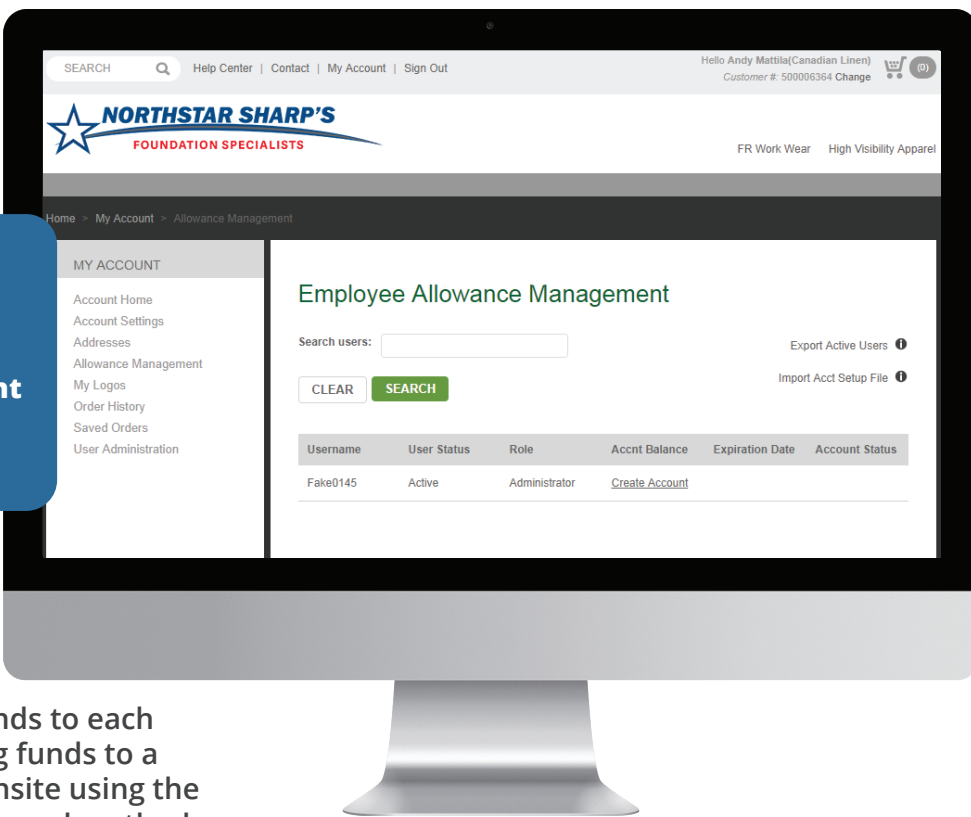 SEARCH Help Center | Contact | My Account | Sign Out
Hello Andy Mattila(Canadian Linen)
Customer #: 500006364 Change
(0)
NORTHSTAR SHARP'S
FOUNDATION SPECIALISTS
FR Work Wear High Visibility Apparel
Home > My Account > Allowance Management
MY ACCOUNT
Account Home
Account Settings
Addresses
Allowance Management
My Logos
Order History
Saved Orders
User Administration
Employee Allowance Management
Search users:
Export Active Users
Import Acct Setup File
CLEAR SEARCH
Username User Status Role Accnt Balance Expiration Date Account Status
Fake0145 Active Administrator Create Account
nt
nds to each
g funds to a
nsite using the